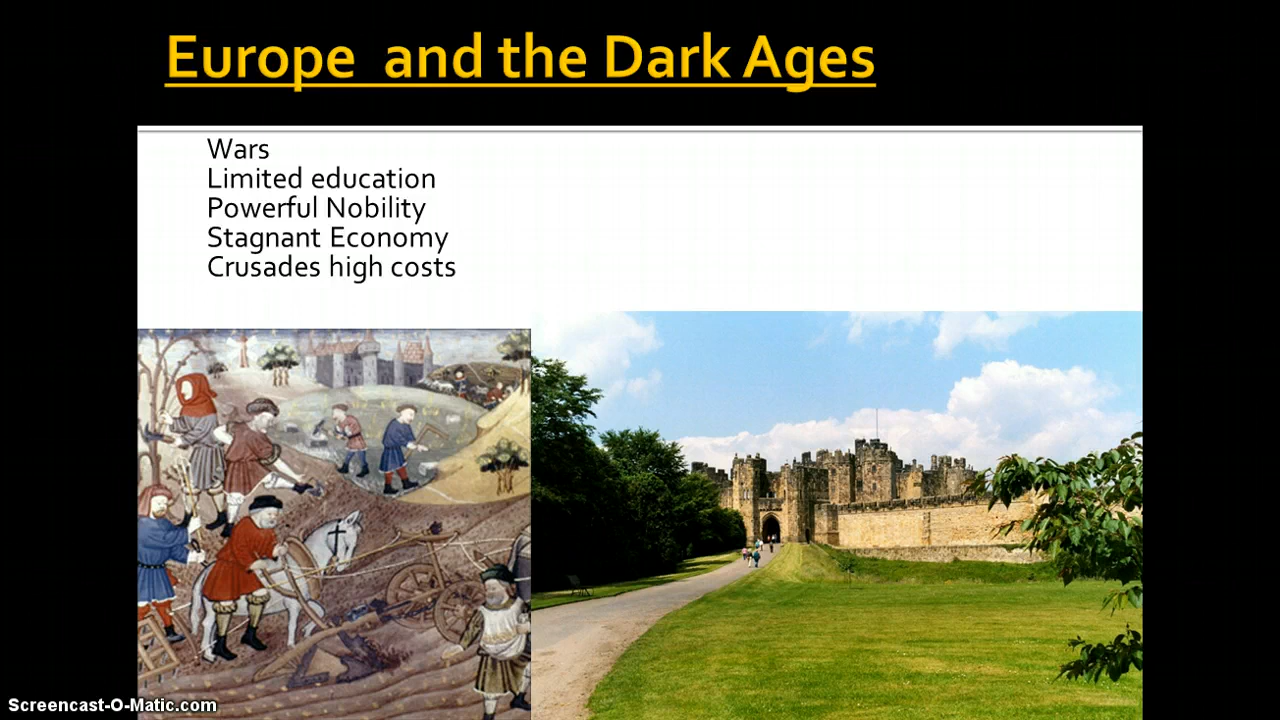 Europe and the Dark Ages
Wars
Limited education
Powerful Nobility
Stagnant Economy
Crusades high costs
Screencast-O-Matic.com